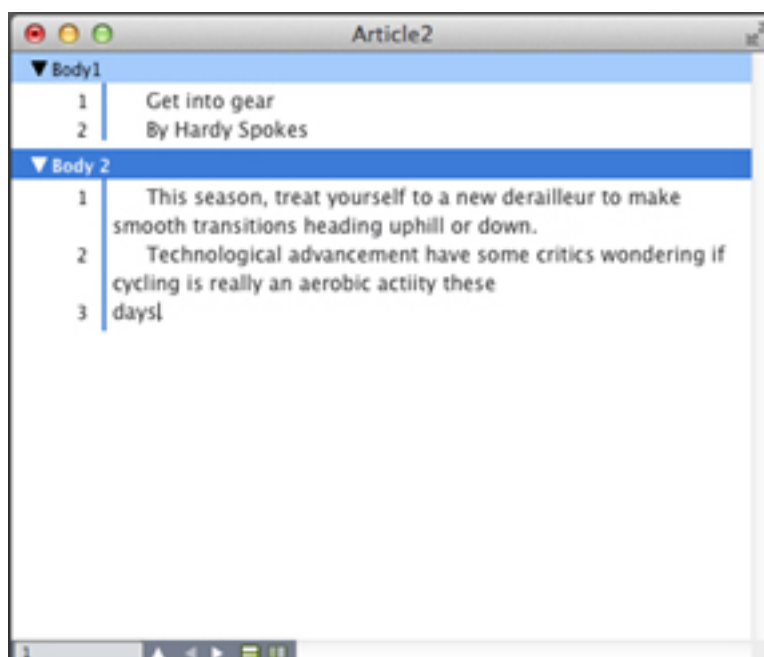 Article2
Body1
1 Get into gear
2 By Hardy Spokes
Body 2
1 This season, treat yourself to a new derailleur to make
smooth transitions heading uphill or down.
2 Technological advancement have some critics wondering if
cycling is really an aerobic actiity these
3 days.
1